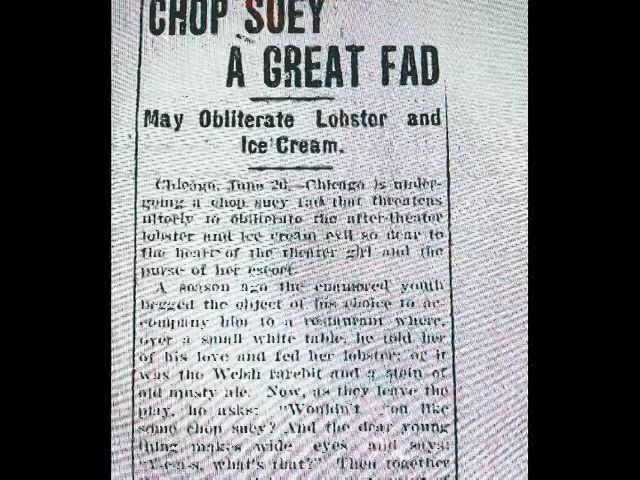 CHOP SUEY
A GREAT FAD
May Obliterate Lobster and
Ice Cream.
Chicago, June 20.—Chicago is under-
going a chop suey fad that threatens
utterly to obliterate the after-theater
lobster and ice cream evil so dear to
the heart of the theater girl and the
purse of her escort.
A season ago the enamored youth
begged the object of his choice to ac-
company him to a restaurant where,
over a small white table, he told her
of his love and fed her lobster; or it
was the Welsh rarebit and a stein of
old musty ale. Now, as they leave the
play, he asks: "Wouldn't you like
some chop suey? And the dear young
thing makes wide eyes and says:
"Y-e-s, what's that?" Then together